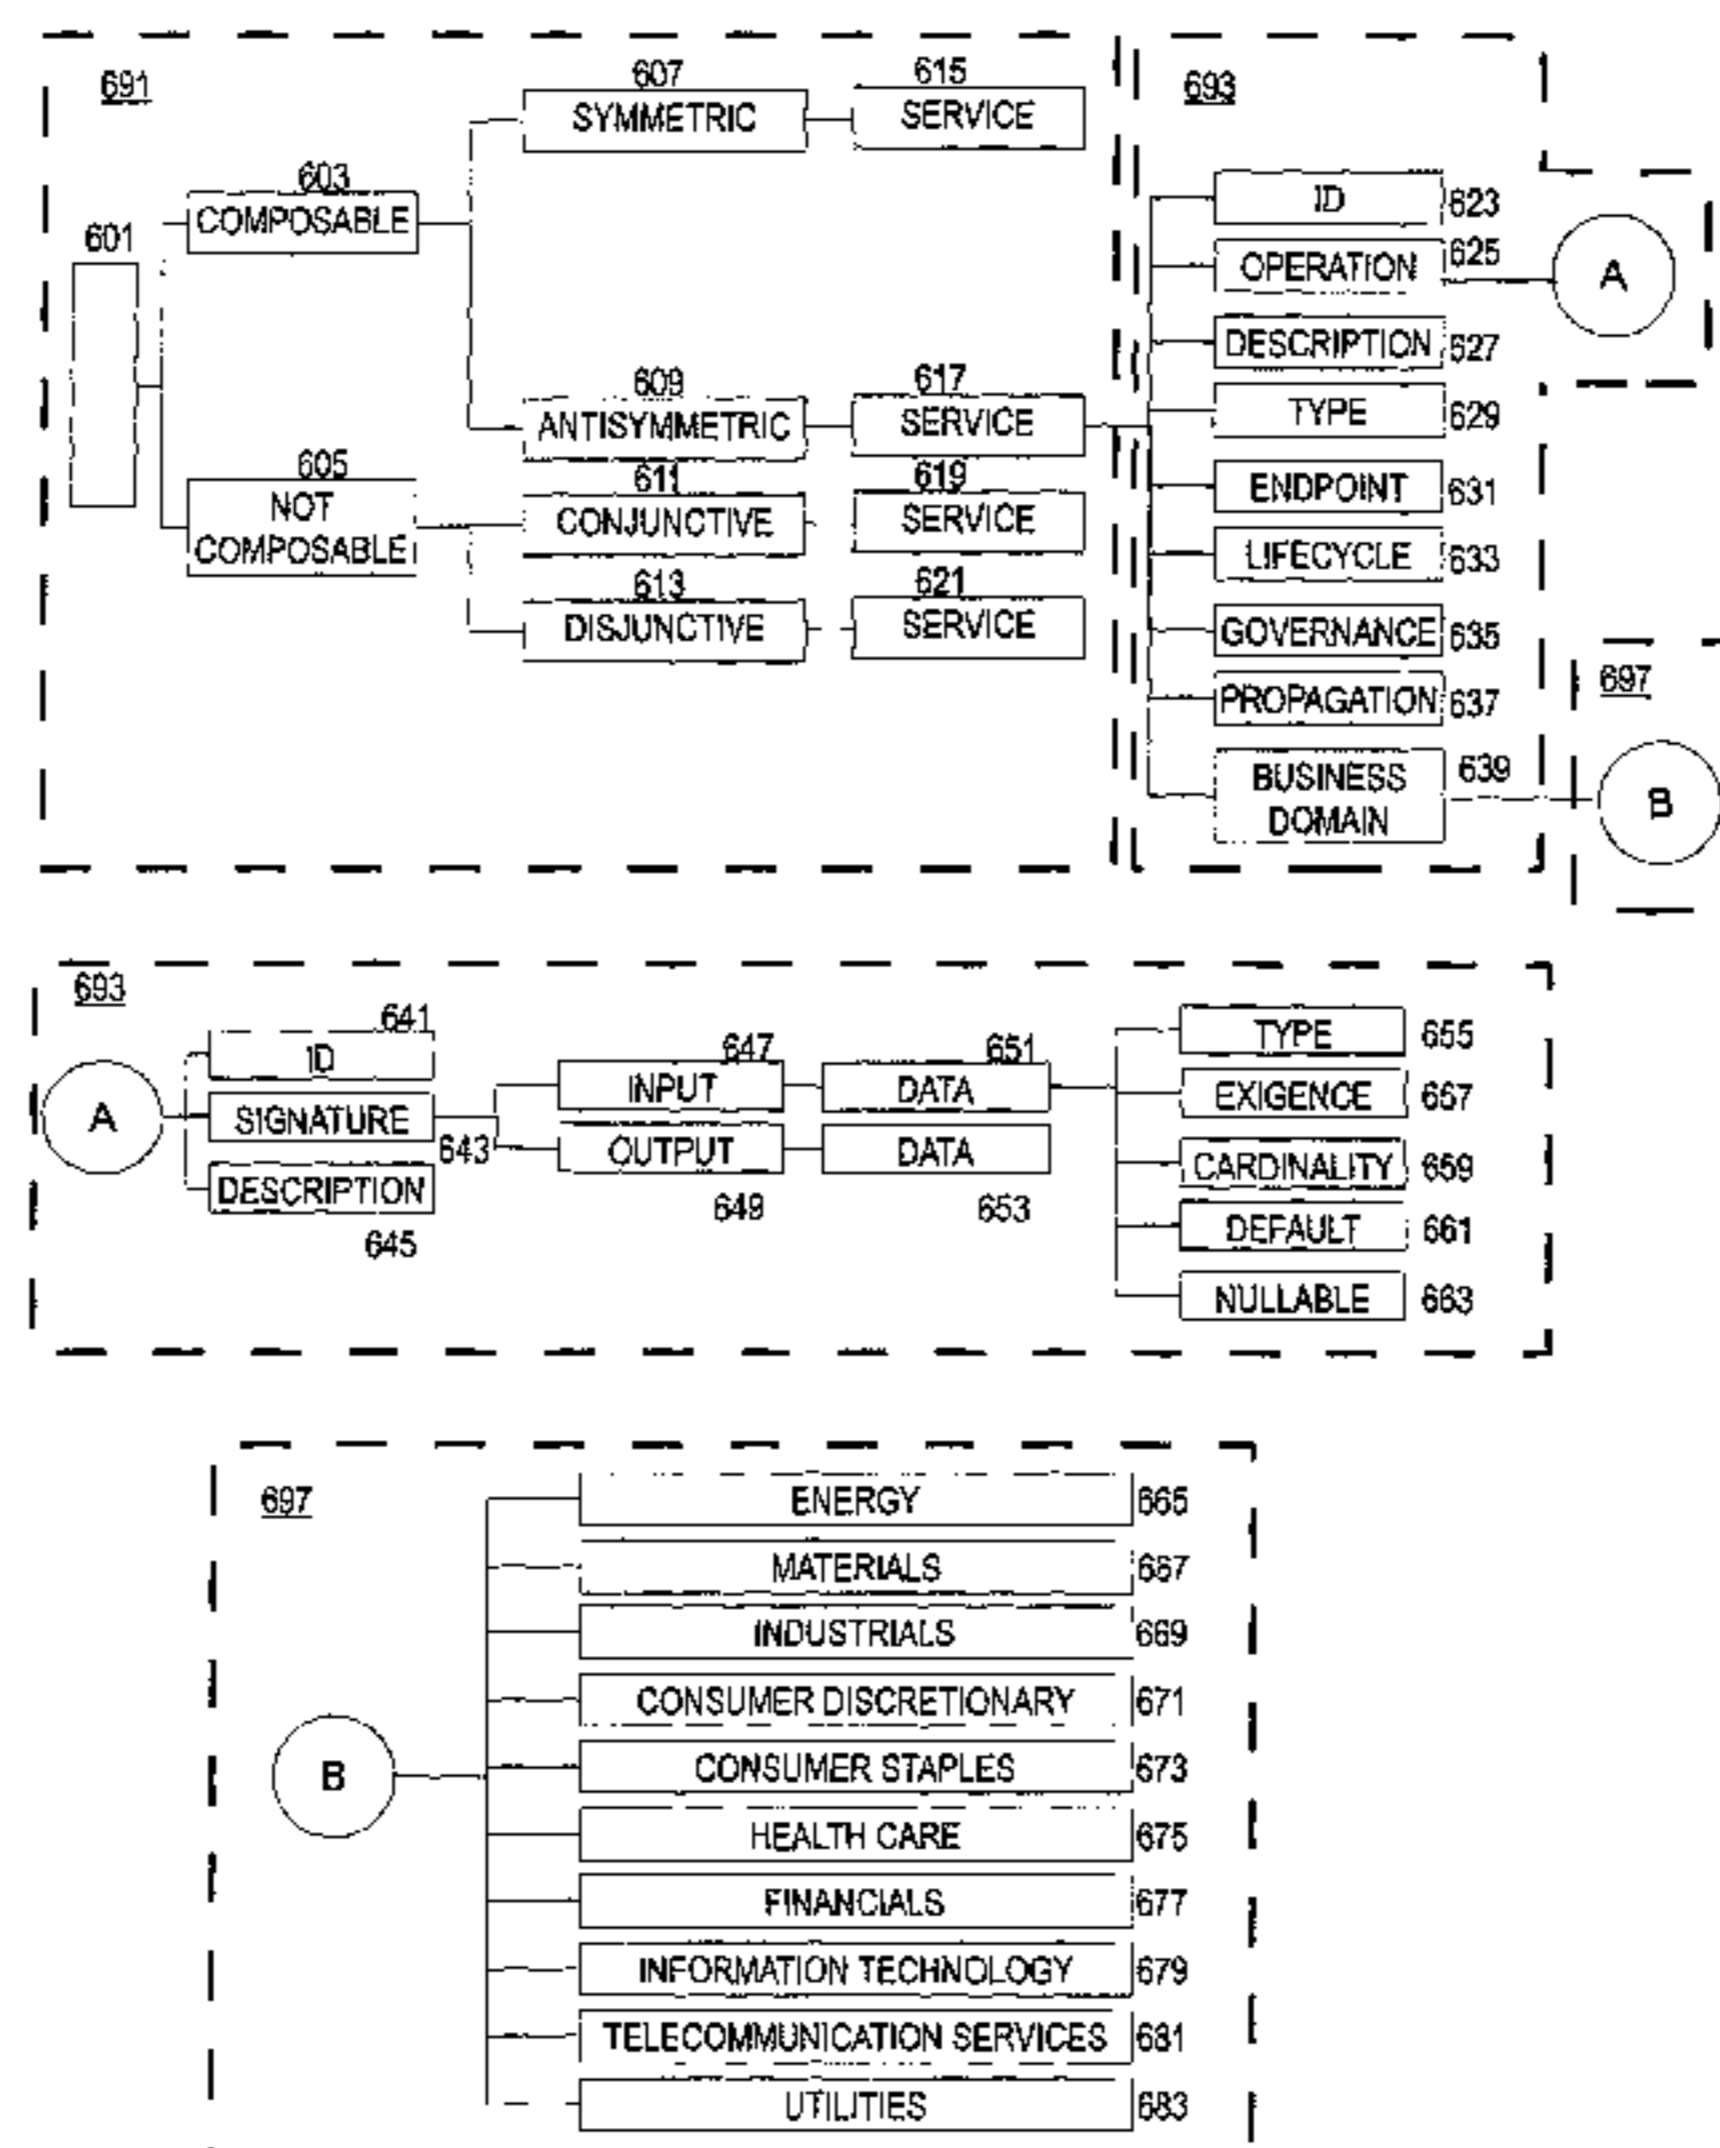 691
601
603
COMPOSABLE
605
NOT
COMPOSABLE
607
SYMMETRIC
609
ANTISYMMETRIC
611
CONJUNCTIVE
613
DISJUNCTIVE
615
SERVICE
617
SERVICE
619
SERVICE
621
SERVICE
693
ID 623
OPERATION 625
A
DESCRIPTION 627
TYPE 629
ENDPOINT 631
LIFECYCLE 633
GOVERNANCE 635
PROPAGATION 637
BUSINESS
DOMAIN
639
697
B
693
A
641
ID
SIGNATURE
643
DESCRIPTION
645
647
INPUT
OUTPUT
649
651
DATA
DATA
653
TYPE 655
EXIGENCE 657
CARDINALITY 659
DEFAULT 661
NULLABLE 663
697
B
ENERGY 665
MATERIALS 667
INDUSTRIALS 669
CONSUMER DISCRETIONARY 671
CONSUMER STAPLES 673
HEALTH CARE 675
FINANCIALS 677
INFORMATION TECHNOLOGY 679
TELECOMMUNICATION SERVICES 681
UTILITIES 683